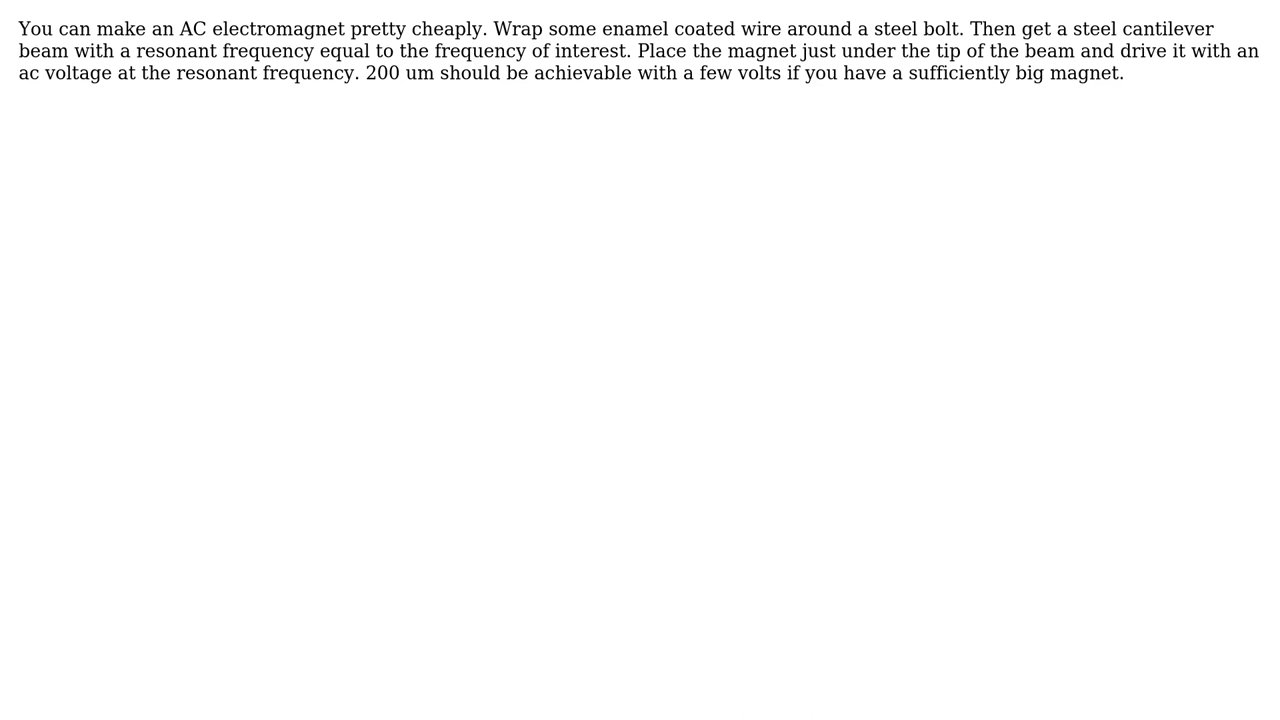 You can make an AC electromagnet pretty cheaply. Wrap some enamel coated wire around a steel bolt. Then get a steel cantilever
beam with a resonant frequency equal to the frequency of interest. Place the magnet just under the tip of the beam and drive it with an
ac voltage at the resonant frequency. 200 um should be achievable with a few volts if you have a sufficiently big magnet.